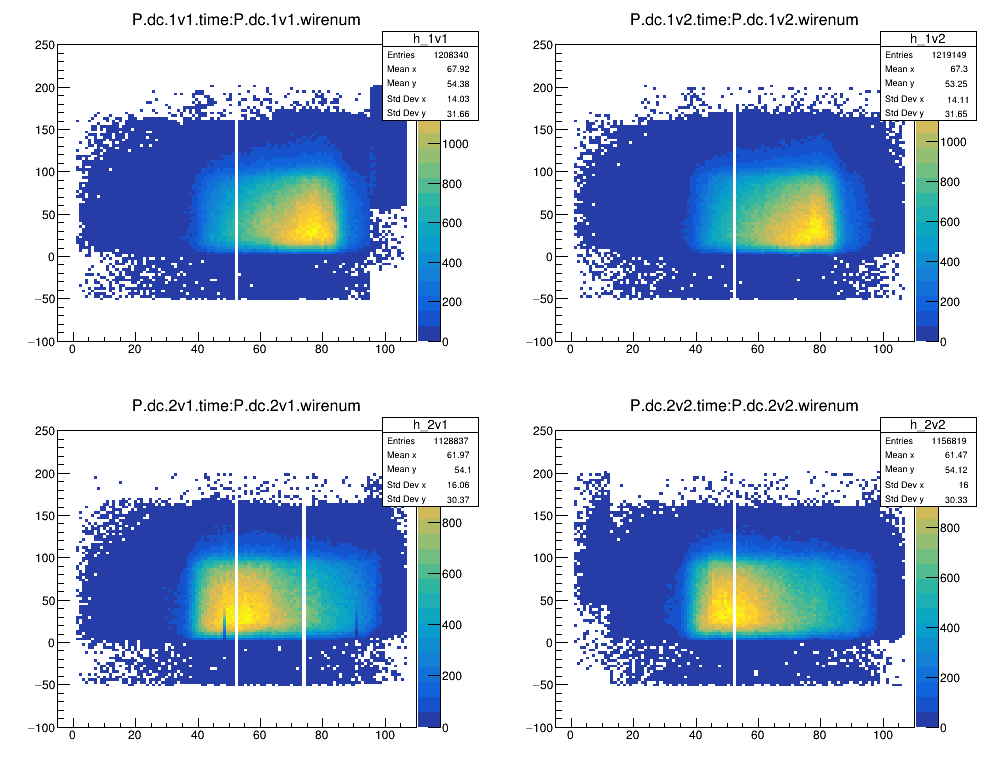 P.dc.1v1.time:P.dc.1v1.wirenum
h_1v1
Entries 1208340
Mean x 67.92
Mean y 54.38
Std Dev x 14.03
Std Dev y 31.66
250
200
150
100
50
0
−50
−100
0 20 40 60 80 100
1000
800
600
400
200
0
P.dc.1v2.time:P.dc.1v2.wirenum
h_1v2
Entries 1219149
Mean x 67.3
Mean y 53.25
Std Dev x 14.11
Std Dev y 31.65
250
200
150
100
50
0
−50
−100
0 20 40 60 80 100
1000
800
600
400
200
0
P.dc.2v1.time:P.dc.2v1.wirenum
h_2v1
Entries 1128837
Mean x 61.97
Mean y 54.1
Std Dev x 16.06
Std Dev y 30.37
250
200
150
100
50
0
−50
−100
0 20 40 60 80 100
800
600
400
200
0
P.dc.2v2.time:P.dc.2v2.wirenum
h_2v2
Entries 1156819
Mean x 61.47
Mean y 54.12
Std Dev x 16
Std Dev y 30.33
250
200
150
100
50
0
−50
−100
0 20 40 60 80 100
800
600
400
200
0